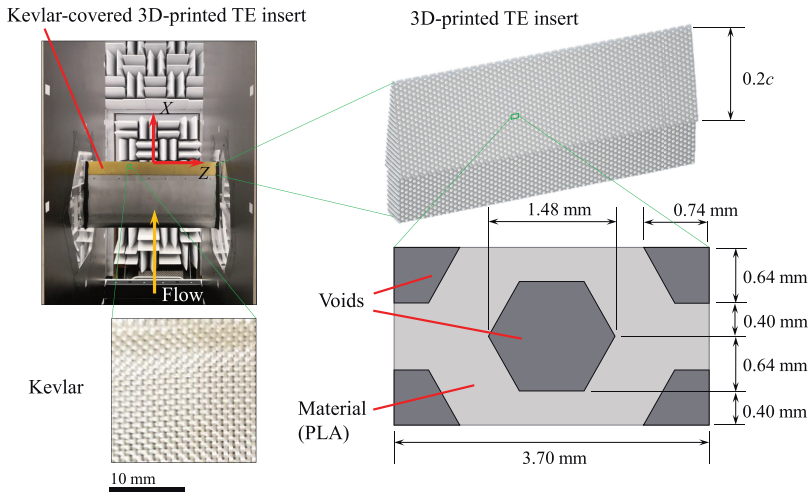 Kevlar-covered 3D-printed TE insert
3D-printed TE insert
X
Z
Flow
0.2c
1.48 mm
0.74 mm
0.64 mm
0.40 mm
0.64 mm
0.40 mm
Voids
Material
(PLA)
3.70 mm
Kevlar
10 mm